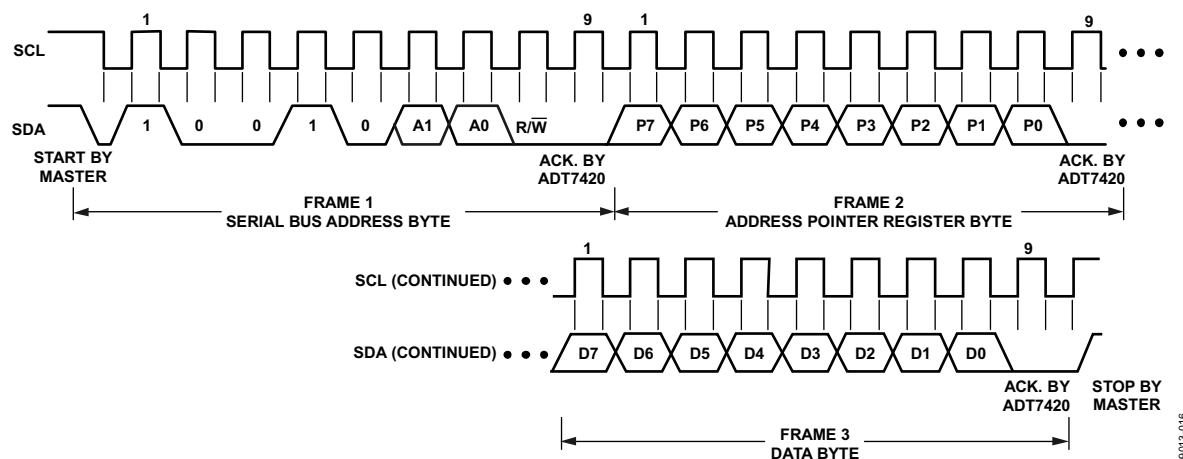 1 9 1 9
SCL
SDA 1 0 0 1 0 A1 A0 R/W̅ P7 P6 P5 P4 P3 P2 P1 P0
START BY
MASTER
ACK. BY
ADT7420
ACK. BY
ADT7420
FRAME 1
SERIAL BUS ADDRESS BYTE
FRAME 2
ADDRESS POINTER REGISTER BYTE
1 9
SCL (CONTINUED)
SDA (CONTINUED) D7 D6 D5 D4 D3 D2 D1 D0
ACK. BY
ADT7420
STOP BY
MASTER
FRAME 3
DATA BYTE